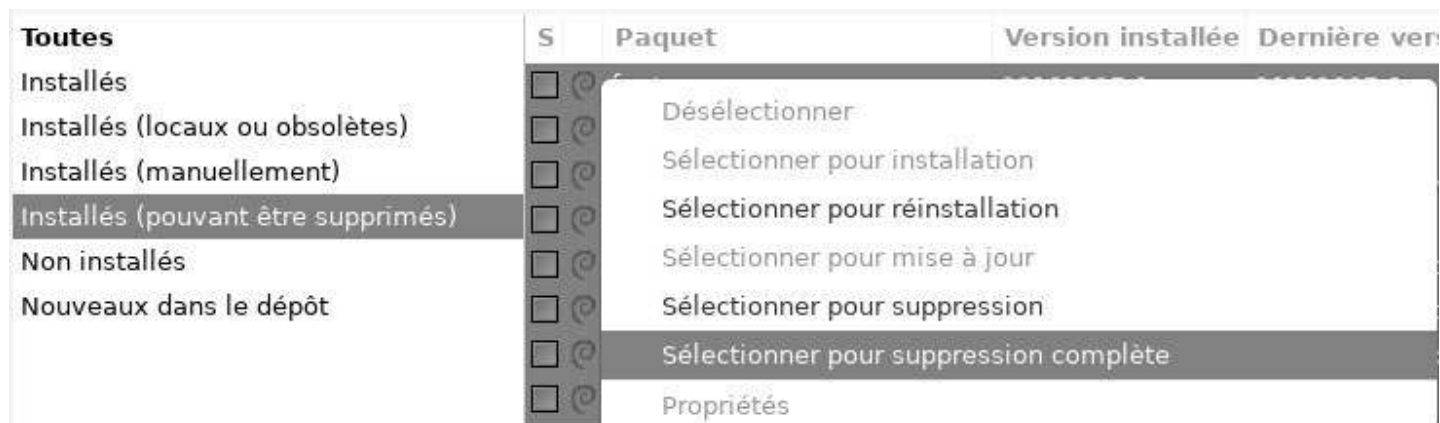 Toutes
Installés
Installés (locaux ou obsolètes)
Installés (manuellement)
Installés (pouvant être supprimés)
Non installés
Nouveaux dans le dépôt
S Paquet Version installée Dernière
Désélectionner
Sélectionner pour installation
Sélectionner pour réinstallation
Sélectionner pour mise à jour
Sélectionner pour suppression
Sélectionner pour suppression complète
Propriétés